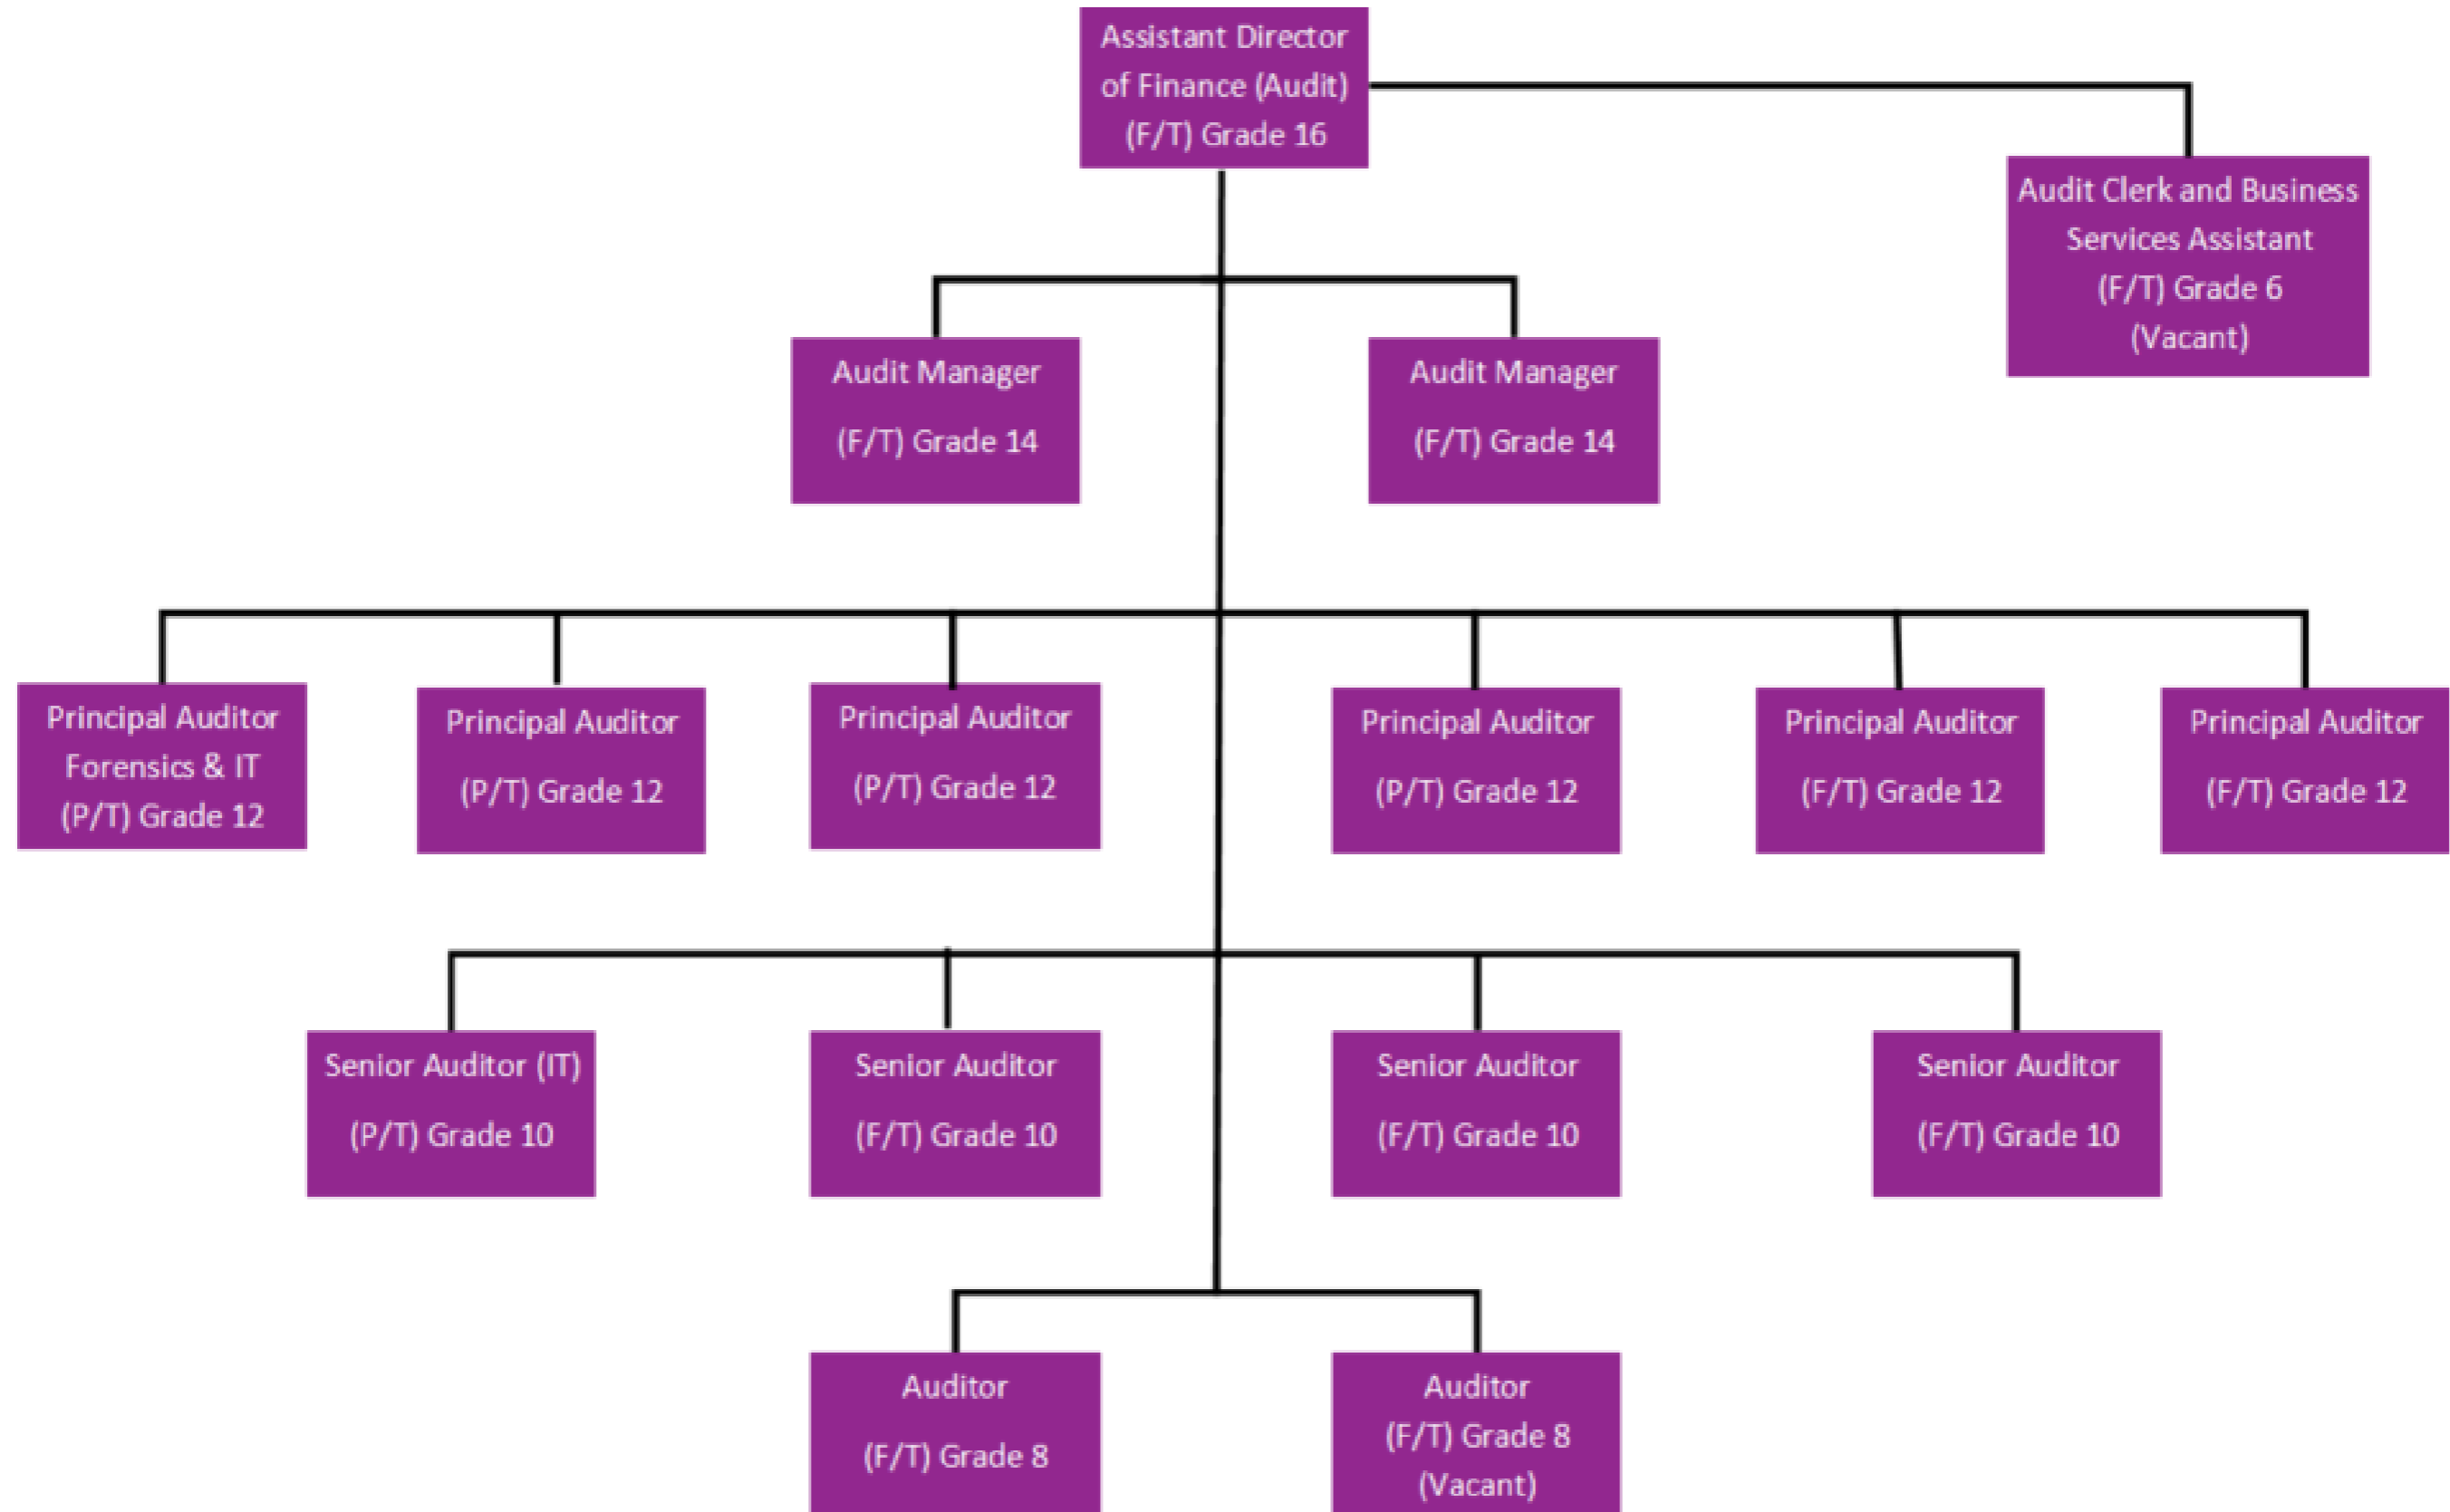 Assistant Director
of Finance (Audit)
(F/T) Grade 16
Audit Clerk and Business
Services Assistant
(F/T) Grade 6
(Vacant)
Audit Manager
(F/T) Grade 14
Audit Manager
(F/T) Grade 14
Principal Auditor
Forensics & IT
(P/T) Grade 12
Principal Auditor
(P/T) Grade 12
Principal Auditor
(P/T) Grade 12
Principal Auditor
(P/T) Grade 12
Principal Auditor
(F/T) Grade 12
Principal Auditor
(F/T) Grade 12
Senior Auditor (IT)
(P/T) Grade 10
Senior Auditor
(F/T) Grade 10
Senior Auditor
(F/T) Grade 10
Senior Auditor
(F/T) Grade 10
Auditor
(F/T) Grade 8
Auditor
(F/T) Grade 8
(Vacant)